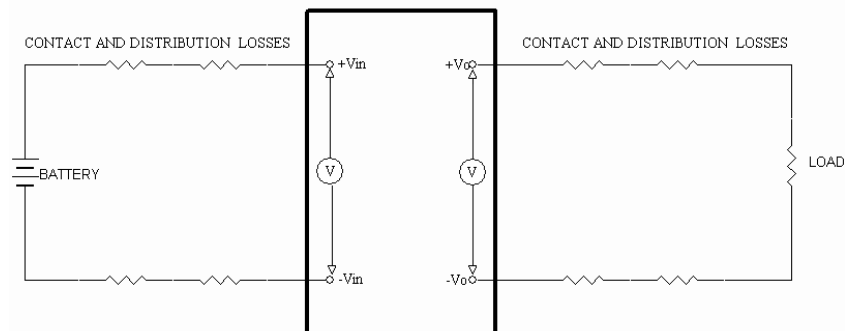 CONTACT AND DISTRIBUTION LOSSES
CONTACT AND DISTRIBUTION LOSSES
+Vin
+Vo
V
V
BATTERY
LOAD
-Vin
-Vo